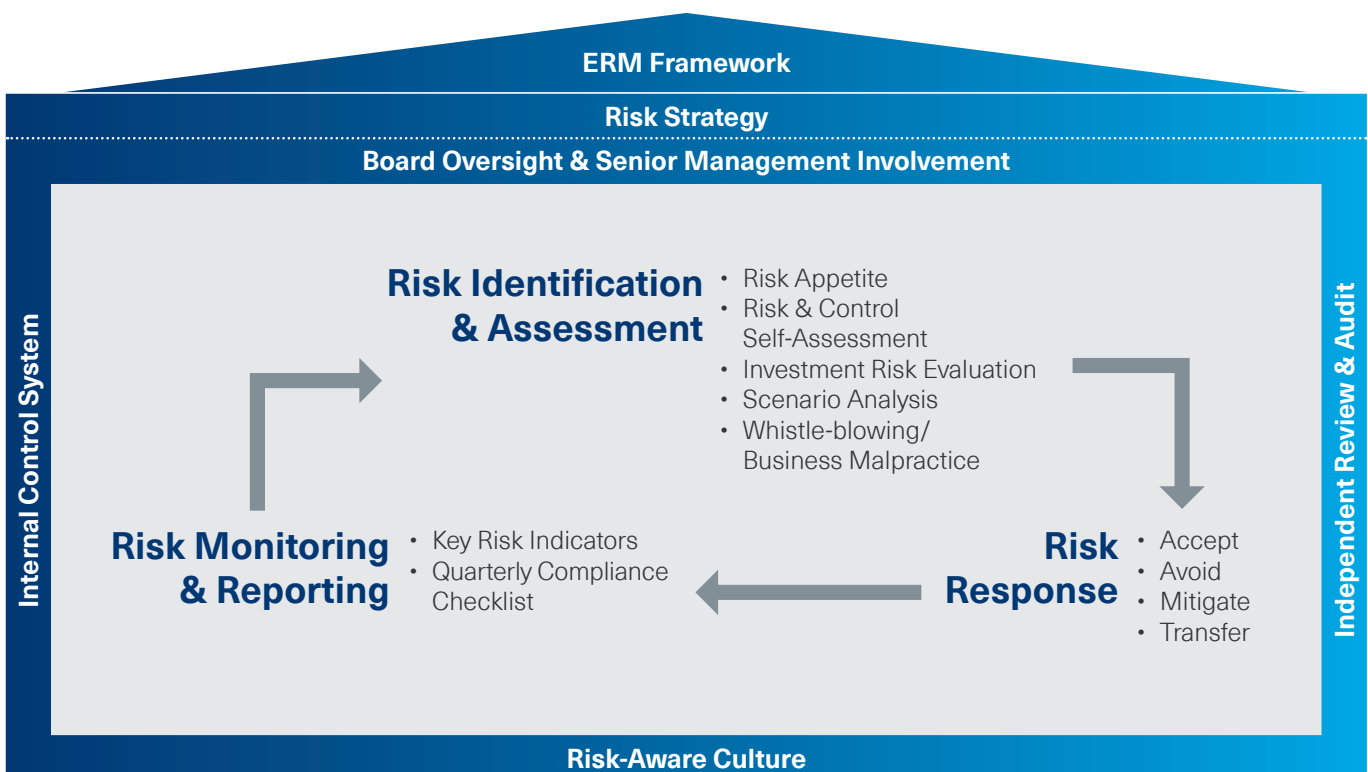 ERM Framework
Risk Strategy
Board Oversight & Senior Management Involvement
Internal Control System
Risk Identification
& Assessment
• Risk Appetite
• Risk & Control
Self-Assessment
• Investment Risk Evaluation
• Scenario Analysis
• Whistle-blowing/
Business Malpractice
Risk Monitoring
& Reporting
• Key Risk Indicators
• Quarterly Compliance
Checklist
Risk
Response
• Accept
• Avoid
• Mitigate
• Transfer
Independent Review & Audit
Risk-Aware Culture